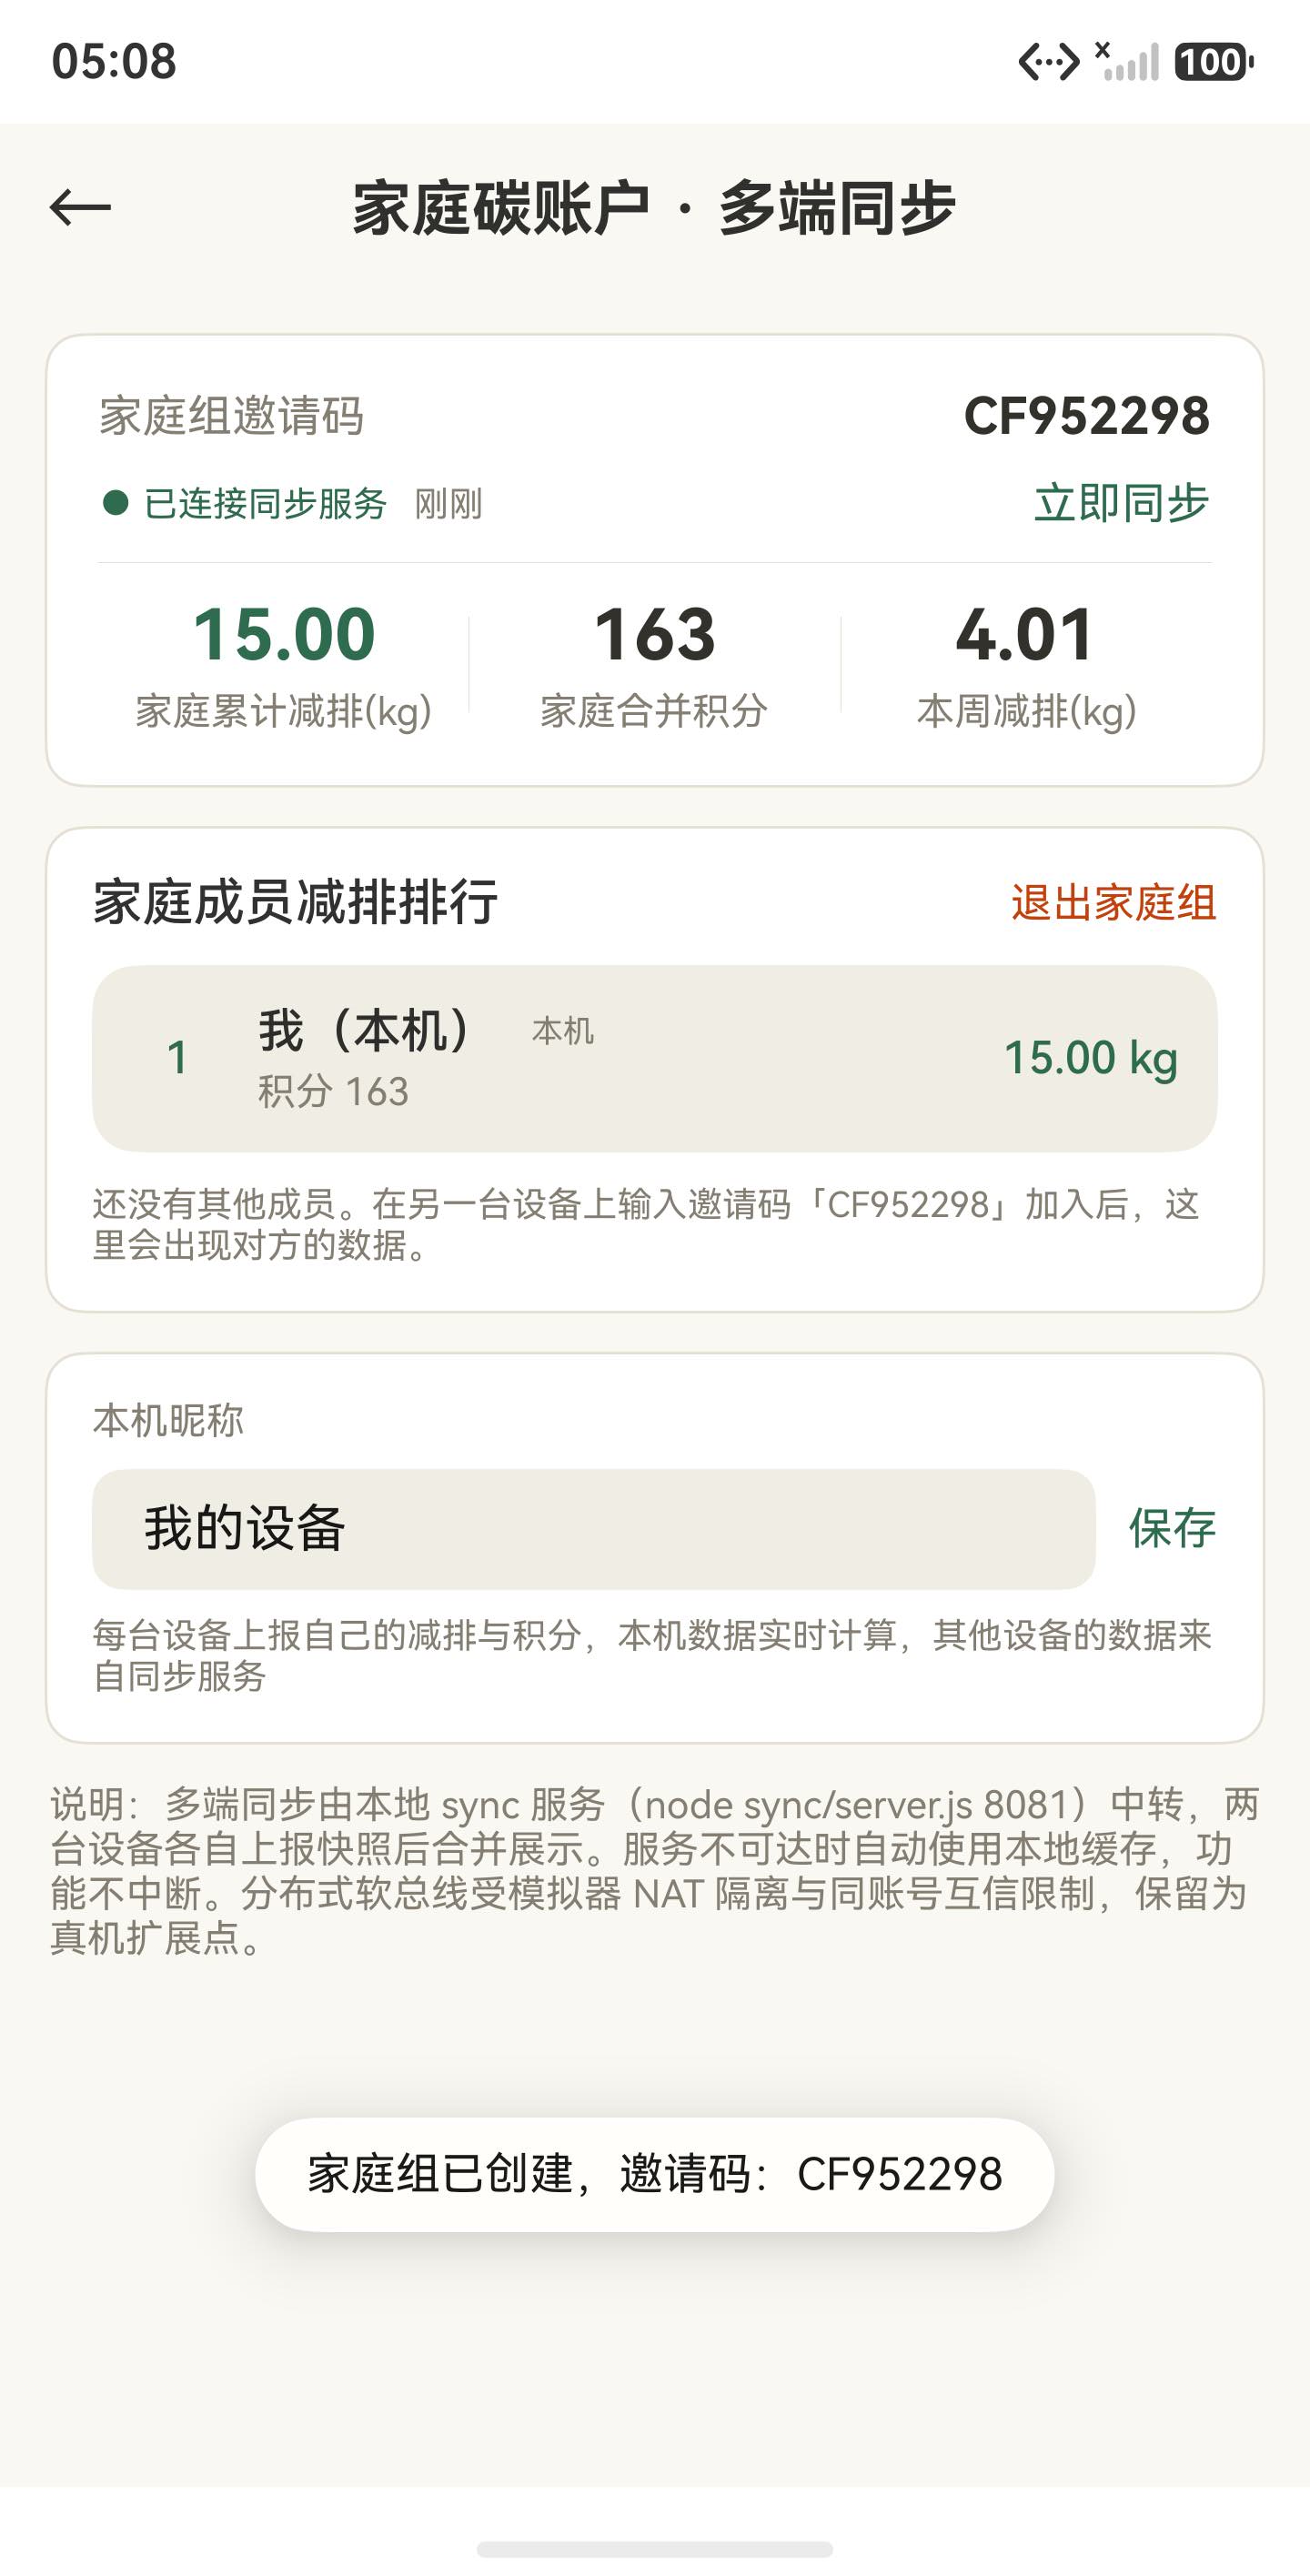 05:08
100
家庭碳账户 · 多端同步
家庭组邀请码
CF952298
已连接同步服务 刚刚
立即同步
15.00
163
4.01
家庭累计减排(kg)
家庭合并积分
本周减排(kg)
家庭成员减排排行
退出家庭组
1
我（本机）
本机
积分 163
15.00 kg
还没有其他成员。在另一台设备上输入邀请码「CF952298」加入后，这
里会出现对方的数据。
本机昵称
我的设备
保存
每台设备上报自己的减排与积分，本机数据实时计算，其他设备的数据来
自同步服务
说明：多端同步由本地 sync 服务（node sync/server.js 8081）中转，两
台设备各自上报快照后合并展示。服务不可达时自动使用本地缓存，功
能不中断。分布式软总线受模拟器 NAT 隔离与同账号互信限制，保留为
真机扩展点。
家庭组已创建，邀请码：CF952298